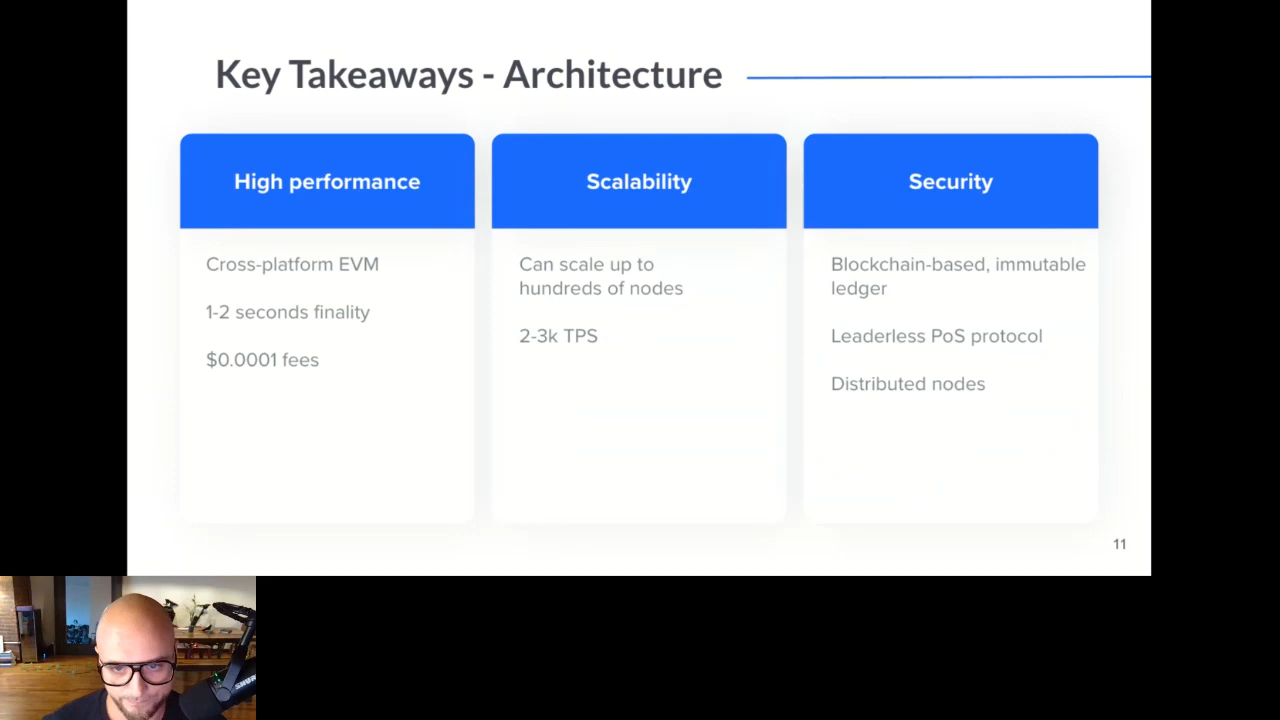 Key Takeaways - Architecture
High performance
Cross-platform EVM
1-2 seconds finality
$0.0001 fees
Scalability
Can scale up to
hundreds of nodes
2-3k TPS
Security
Blockchain-based, immutable
ledger
Leaderless PoS protocol
Distributed nodes
11
SHURE